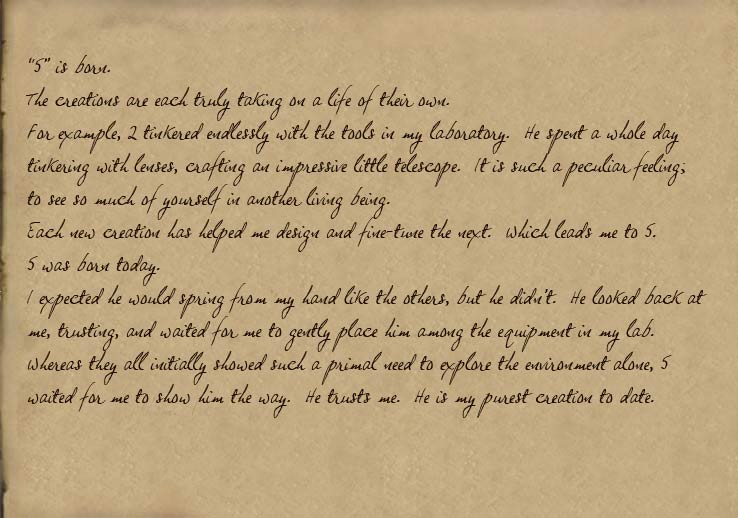 "5" is born.
The creations are each truly taking on a life of their own.
For example, 2 tinkered endlessly with the tools in my laboratory. He spent a whole day
tinkering with lenses, crafting an impressive little telescope. It is such a peculiar feeling;
to see so much of yourself in another living being.
Each new creation has helped me design and fine-tune the next. Which leads me to 5.
5 was born today.
I expected he would spring from my hand like the others, but he didn't. He looked back at
me, trusting, and waited for me to gently place him among the equipment in my lab.
Whereas they all initially showed such a primal need to explore the environment alone, 5
waited for me to show him the way. He trusts me. He is my purest creation to date.